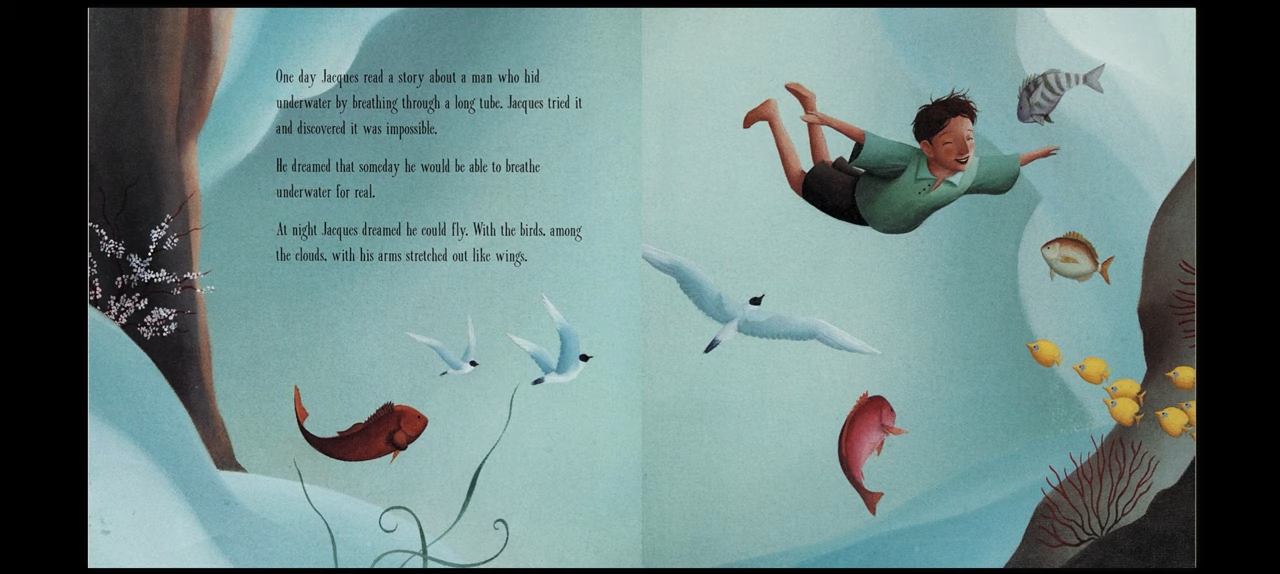 One day Jacques read a story about a man who hid
underwater by breathing through a long tube. Jacques tried it
and discovered it was impossible.
He dreamed that someday he would be able to breathe
underwater for real.
At night Jacques dreamed he could fly. With the birds, among
the clouds, with his arms stretched out like wings.